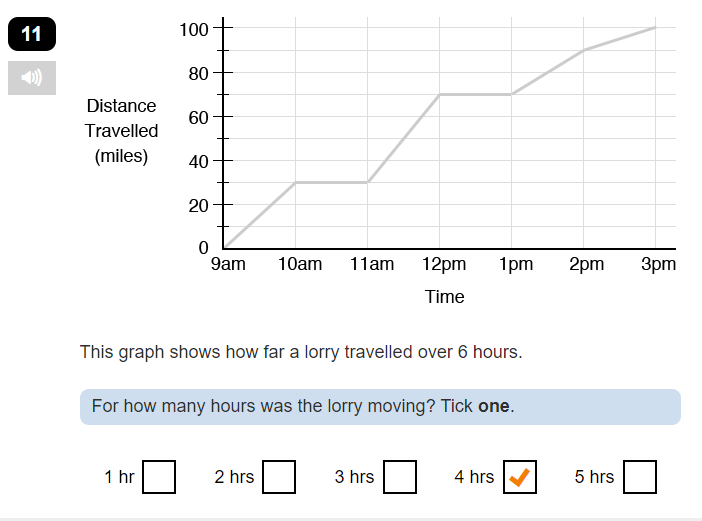 11
Distance
Travelled
(miles)
100
80
60
40
20
0
9am 10am 11am 12pm 1pm 2pm 3pm
Time
This graph shows how far a lorry travelled over 6 hours.
For how many hours was the lorry moving? Tick one.
1 hr 2 hrs 3 hrs 4 hrs 5 hrs